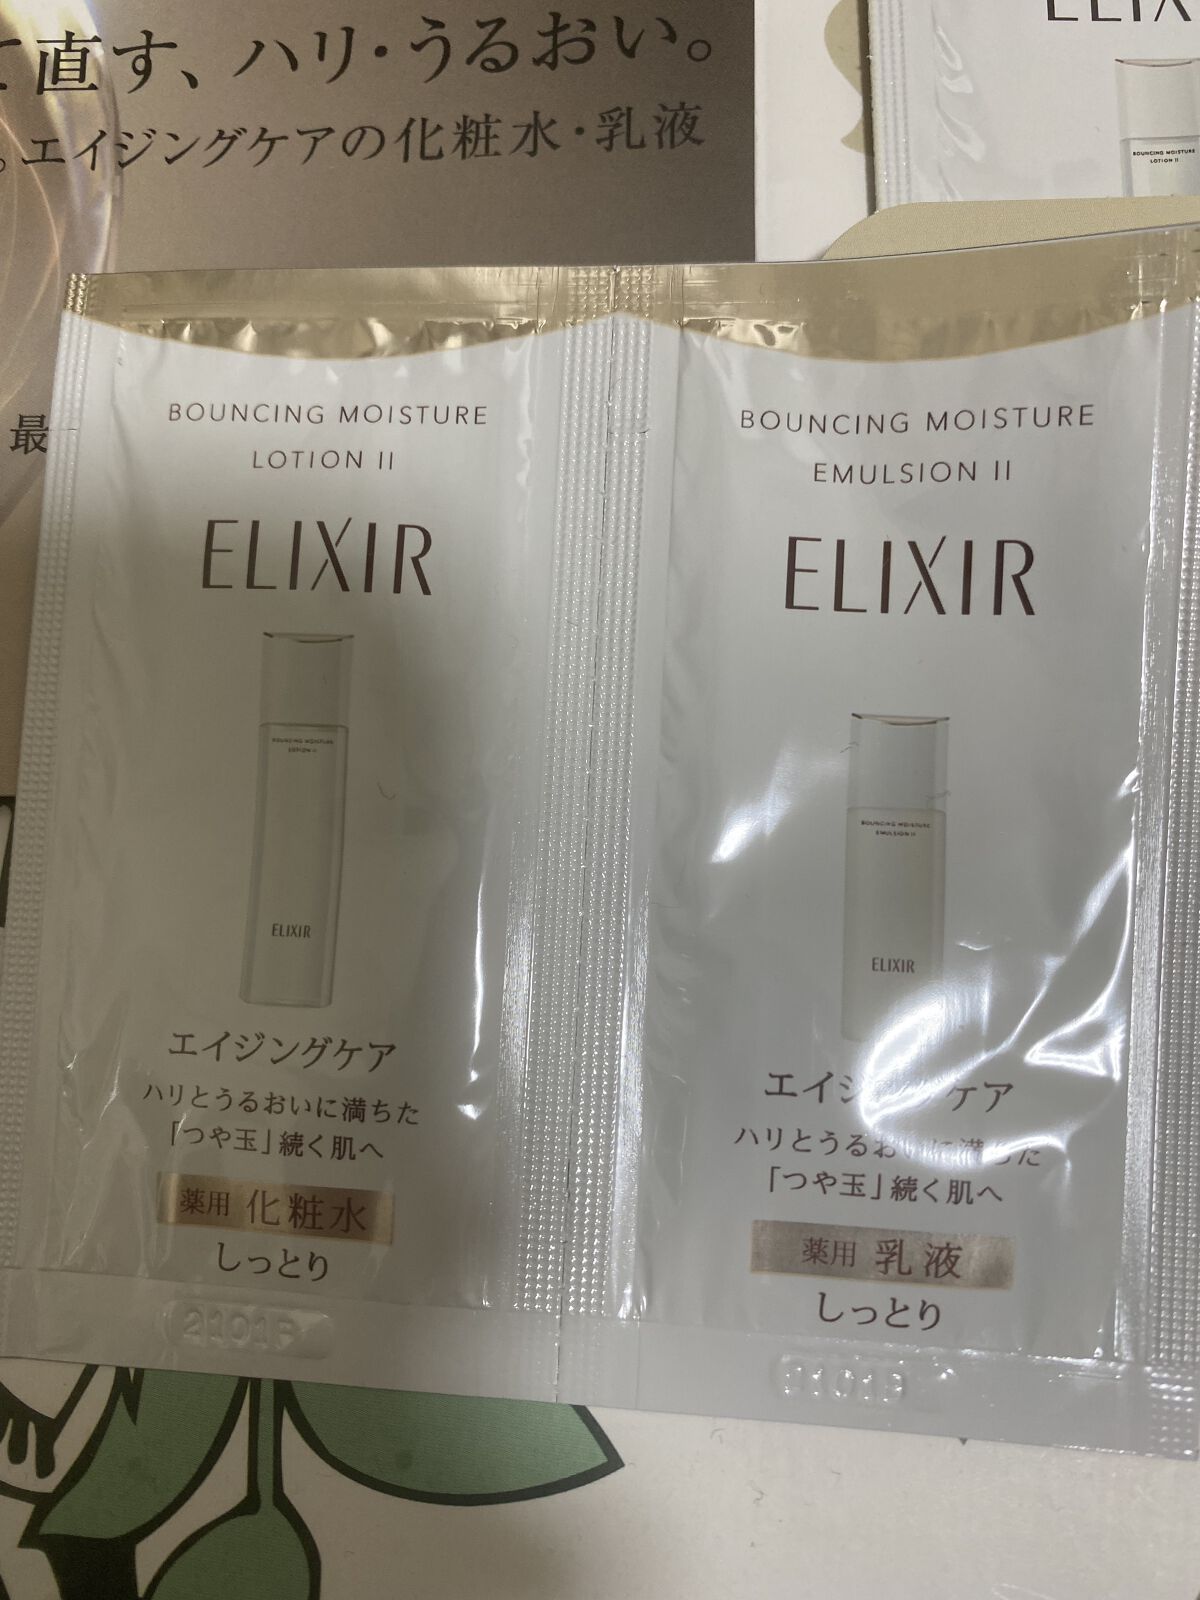 直す、ハリ・うるおい。
。エイジングケアの化粧水・乳液
BOUNCING MOISTURE
LOTION II
最
BOUNCING MOISTURE
LOTION II
ELIXIR
BOUNCING MOISTURE
LOTION II
ELIXIR
エイジングケア
ハリとうるおいに満ちた
「つや玉」続く肌へ
薬用 化粧水
しっとり
BOUNCING MOISTURE
EMULSION II
ELIXIR
BOUNCING MOISTURE
EMULSION II
ELIXIR
エイジングケア
ハリとうるおいに満ちた
「つや玉」続く肌へ
薬用 乳液
しっとり